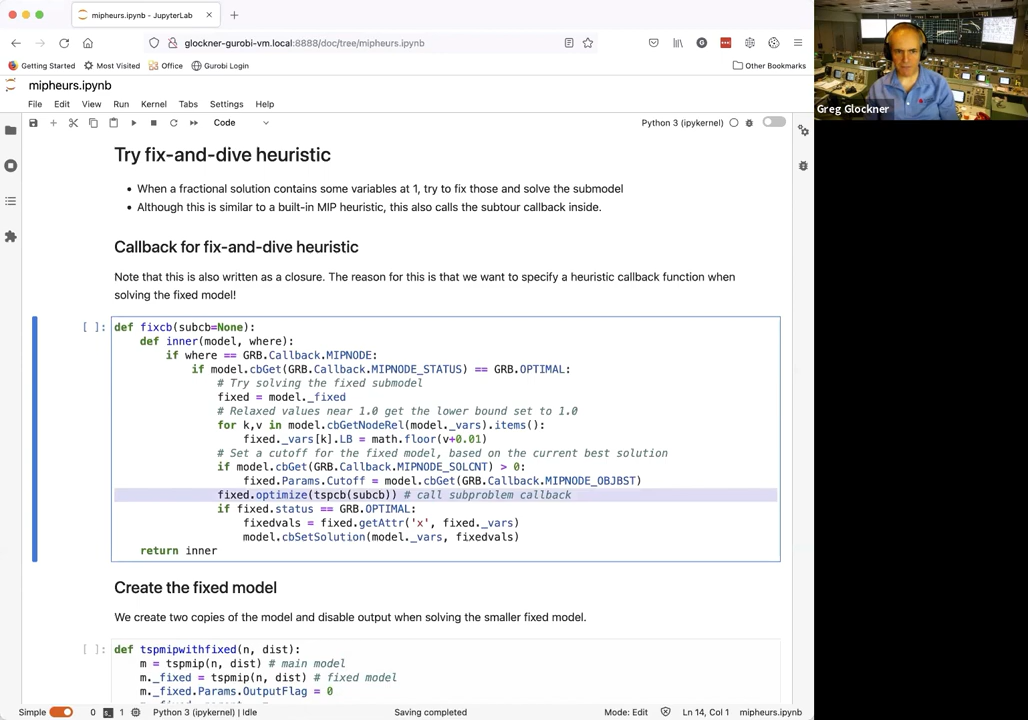 mipheurs.ipynb - JupyterLab
glockner-gurobi-vm.local:8888/doc/tree/mipheurs.ipynb
Getting Started
Most Visited
Office
Gurobi Login
Other Bookmarks
mipheurs.ipynb
File Edit View Run Kernel Tabs Settings Help
Code
Python 3 (ipykernel)
Greg Glockner
Try fix-and-dive heuristic
• When a fractional solution contains some variables at 1, try to fix those and solve the submodel
• Although this is similar to a built-in MIP heuristic, this also calls the subtour callback inside.
Callback for fix-and-dive heuristic
Note that this is also written as a closure. The reason for this is that we want to specify a heuristic callback function when
solving the fixed model!
[ ]: def fixcb(subcb=None):
def inner(model, where):
if where == GRB.Callback.MIPNODE:
if model.cbGet(GRB.Callback.MIPNODE_STATUS) == GRB.OPTIMAL:
# Try solving the fixed submodel
fixed = model._fixed
# Relaxed values near 1.0 get the lower bound set to 1.0
for k,v in model.cbGetNodeRel(model._vars).items():
fixed._vars[k].LB = math.floor(v+0.01)
# Set a cutoff for the fixed model, based on the current best solution
if model.cbGet(GRB.Callback.MIPNODE_SOLCNT) > 0:
fixed.Params.Cutoff = model.cbGet(GRB.Callback.MIPNODE_OBJBST)
fixed.optimize(tspcb(subcb)) # call subproblem callback
if fixed.status == GRB.OPTIMAL:
fixedvals = fixed.getAttr('x', fixed._vars)
model.cbSetSolution(model._vars, fixedvals)
return inner
Create the fixed model
We create two copies of the model and disable output when solving the smaller fixed model.
[ ]: def tspmipwithfixed(n, dist):
m = tspmip(n, dist) # main model
m._fixed = tspmip(n, dist) # fixed model
m._fixed.Params.OutputFlag = 0
Simple 0 1 Python 3 (ipykernel) | Idle Saving completed Mode: Edit Ln 14, Col 1 mipheurs.ipynb